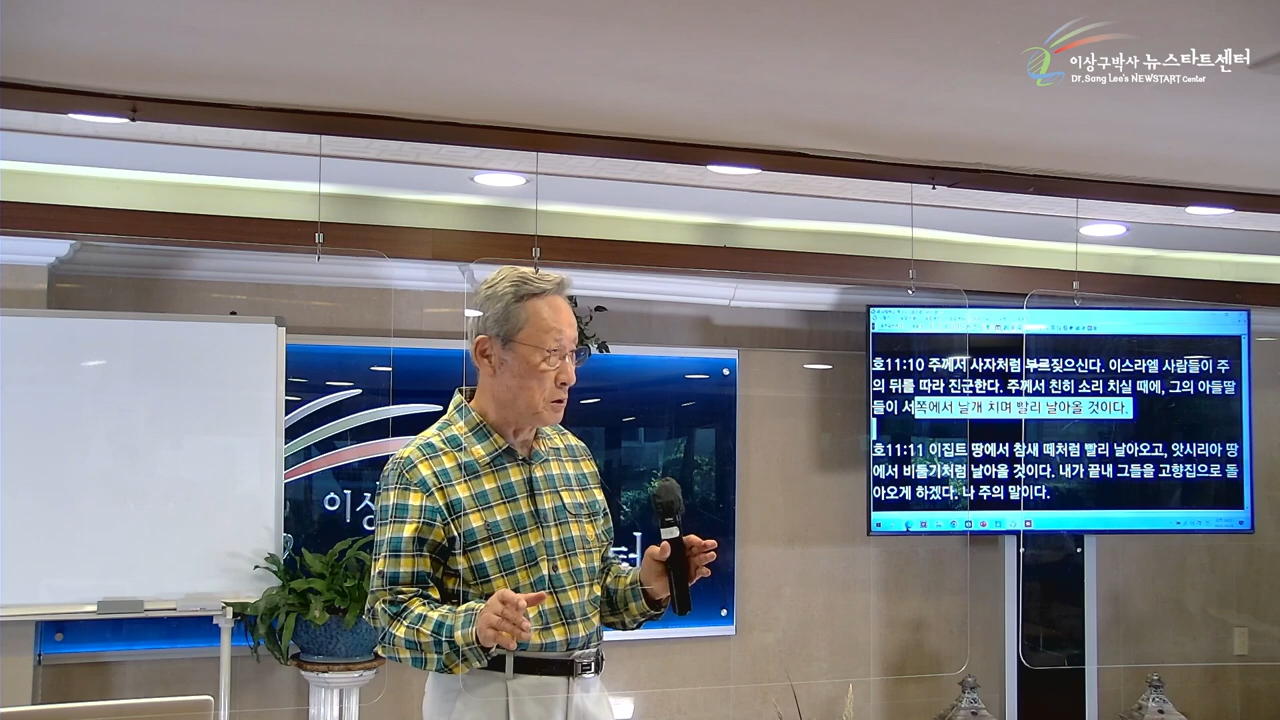 이상구박사 뉴스타트센터
Dr. Sang Lee's NEWSTART Center
호11:10 주께서 사자처럼 부르짖으신다. 이스라엘 사람들이 주
의 뒤를 따라 진군한다. 주께서 친히 소리 치실 때에, 그의 아들딸
들이 서쪽에서 날개 치며 빨리 날아올 것이다.
호11:11 이집트 땅에서 참새 떼처럼 빨리 날아오고, 앗시리아 땅
에서 비둘기처럼 날아올 것이다. 내가 끝내 그들을 고향집으로 돌
아오게 하겠다. 나 주의 말이다.
이상
터